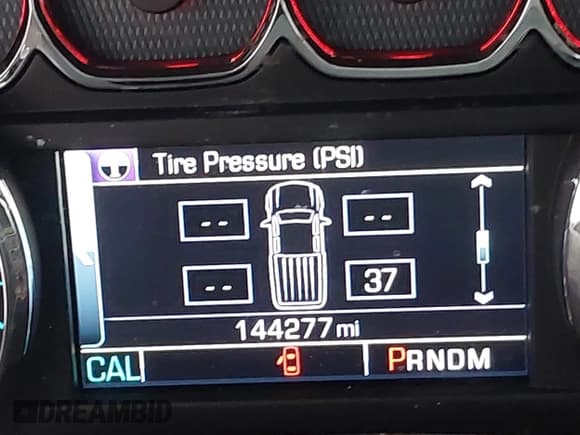 Tire Pressure (PSI)
-- --
-- 37
144277 mi
CAL PRNDM
DREAMBID